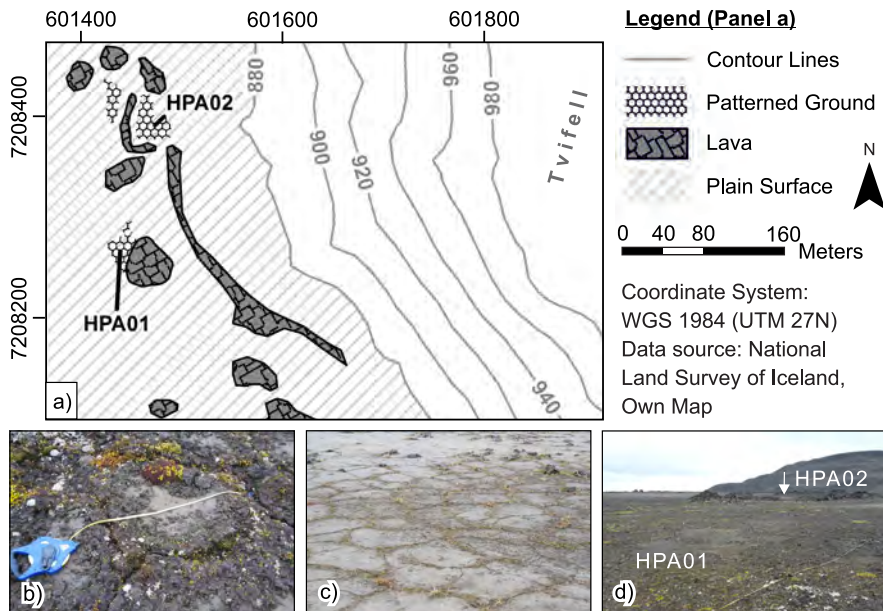 601400 601600 601800
7208400
7208200
HPA02
HPA01
880
900
920
940
960
980
Tvifell
a)
Legend (Panel a)
Contour Lines
Patterned Ground
Lava
Plain Surface
N
0 40 80 160
Meters
Coordinate System:
WGS 1984 (UTM 27N)
Data source: National
Land Survey of Iceland,
Own Map
b)
c)
HPA02
HPA01
d)